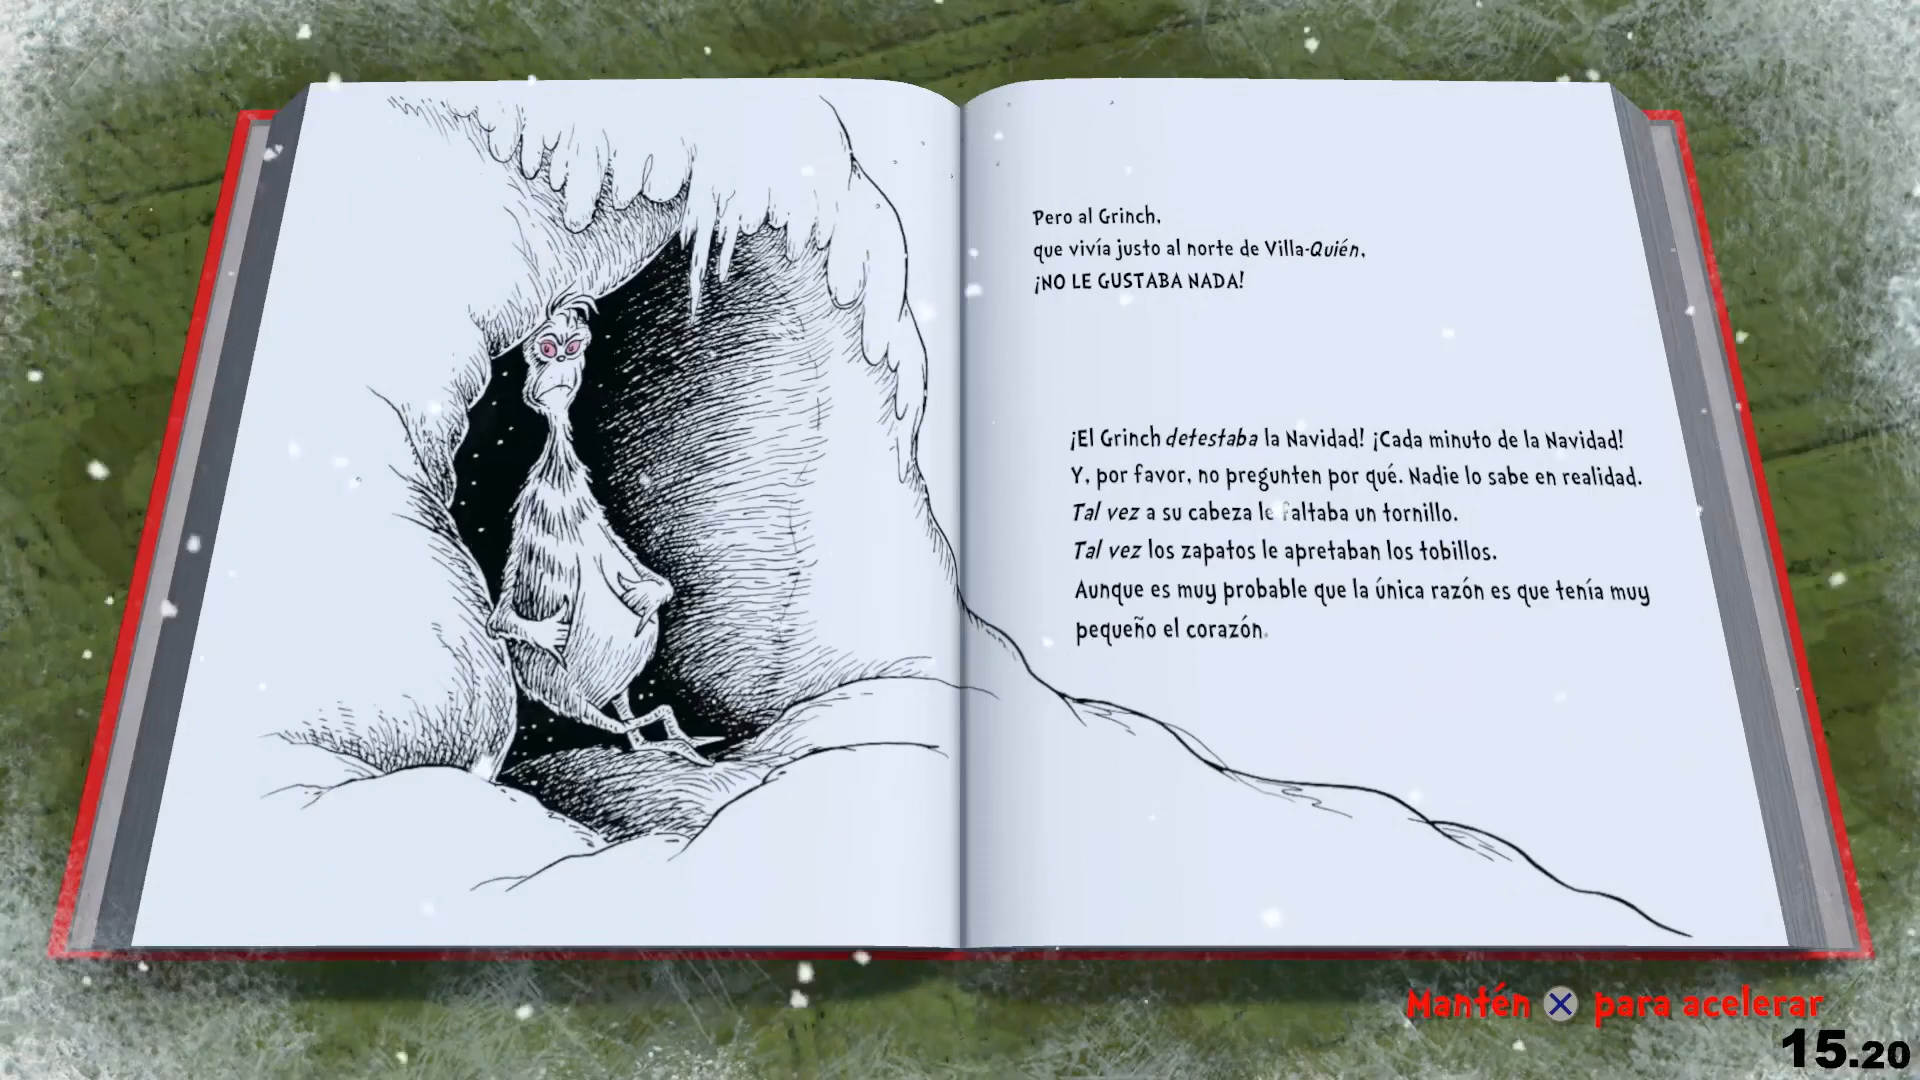 Pero al Grinch,
que vivía justo al norte de Villa-Quién,
¡NO LE GUSTABA NADA!
¡El Grinch detestaba la Navidad! ¡Cada minuto de la Navidad!
Y, por favor, no pregunten por qué. Nadie lo sabe en realidad.
Tal vez a su cabeza le faltaba un tornillo.
Tal vez los zapatos le apretaban los tobillos.
Aunque es muy probable que la única razón es que tenía muy
pequeño el corazón.
Mantén para acelerar
15.20